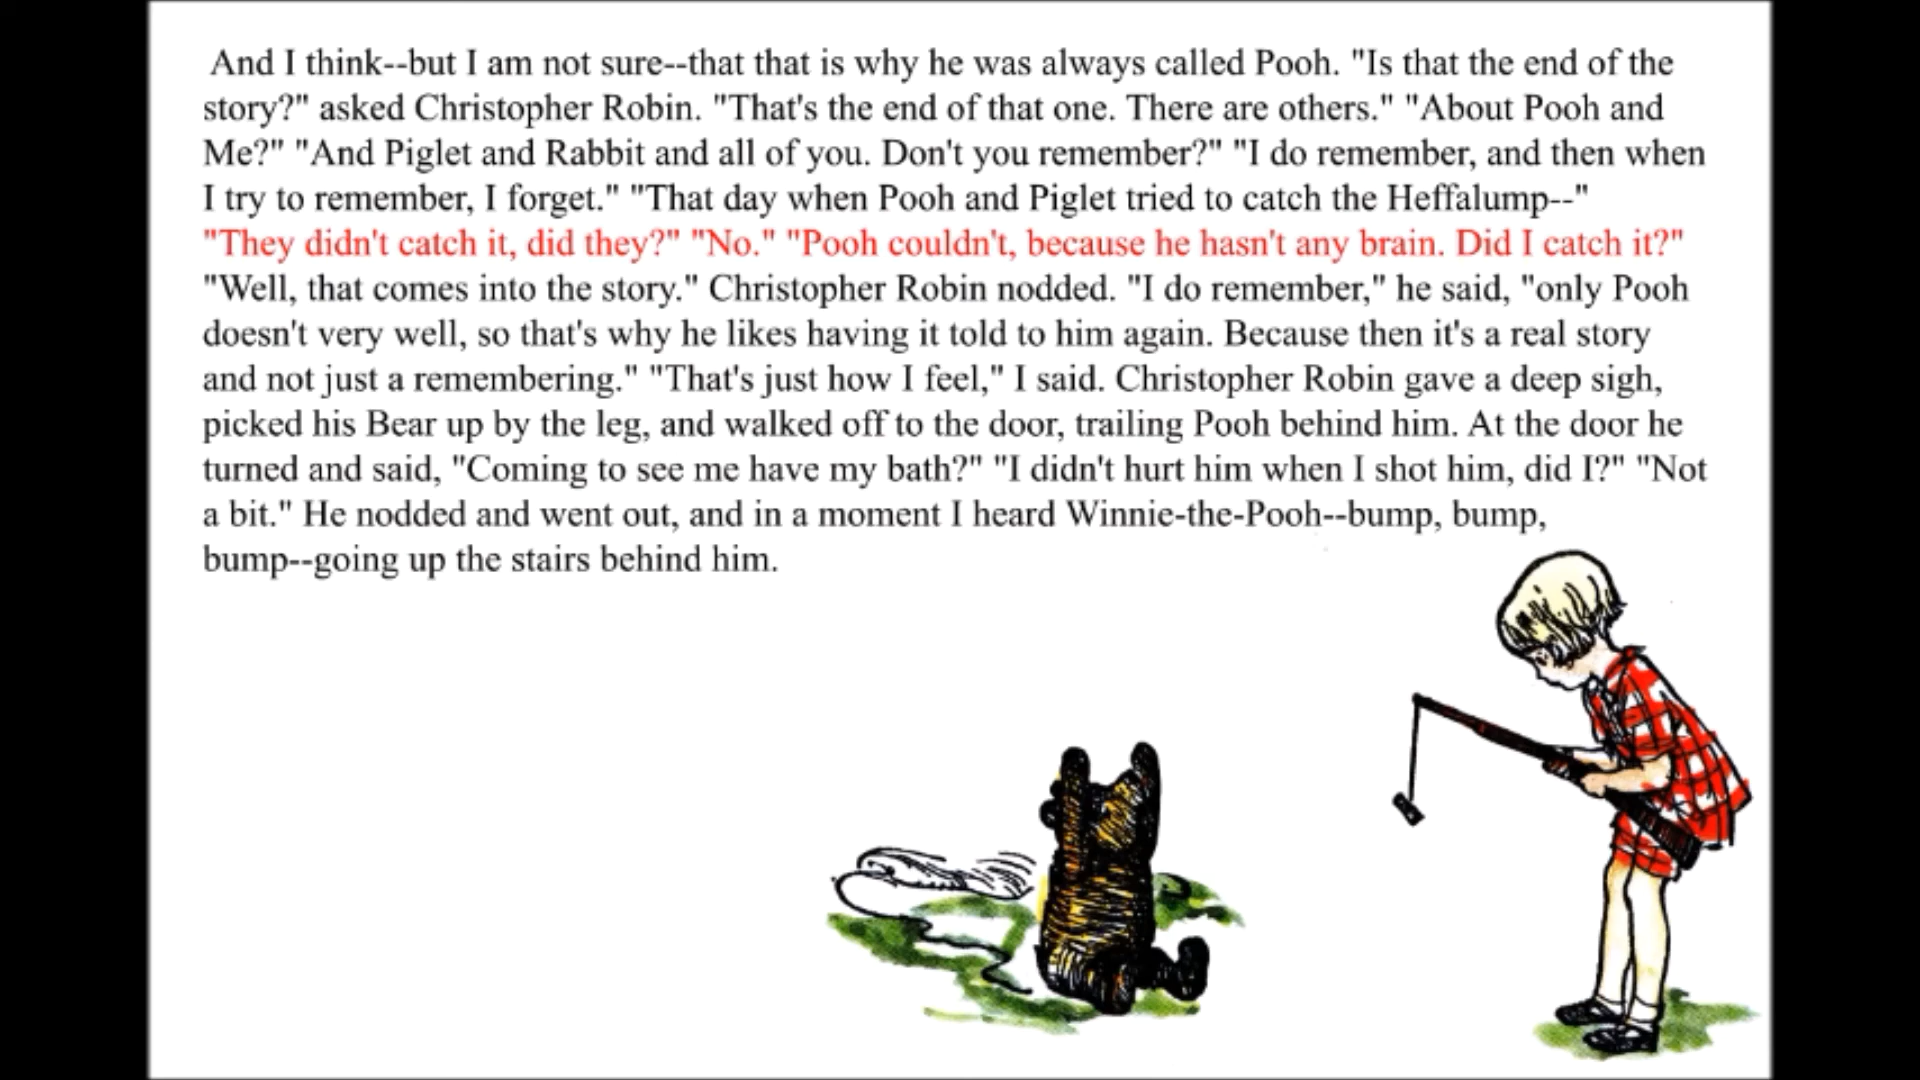 And I think--but I am not sure--that that is why he was always called Pooh. "Is that the end of the
story?" asked Christopher Robin. "That's the end of that one. There are others." "About Pooh and
Me?" "And Piglet and Rabbit and all of you. Don't you remember?" "I do remember, and then when
I try to remember, I forget." "That day when Pooh and Piglet tried to catch the Heffalump--"
"They didn't catch it, did they?" "No." "Pooh couldn't, because he hasn't any brain. Did I catch it?"
"Well, that comes into the story." Christopher Robin nodded. "I do remember," he said, "only Pooh
doesn't very well, so that's why he likes having it told to him again. Because then it's a real story
and not just a remembering." "That's just how I feel," I said. Christopher Robin gave a deep sigh,
picked his Bear up by the leg, and walked off to the door, trailing Pooh behind him. At the door he
turned and said, "Coming to see me have my bath?" "I didn't hurt him when I shot him, did I?" "Not
a bit." He nodded and went out, and in a moment I heard Winnie-the-Pooh--bump, bump,
bump--going up the stairs behind him.